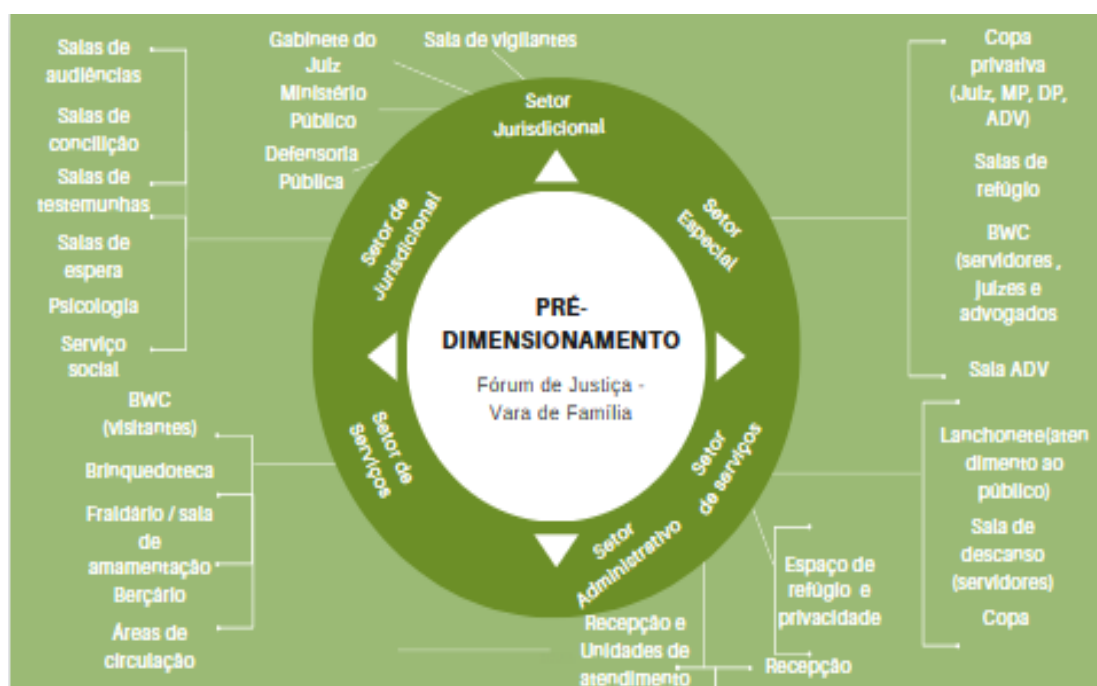 Salas de
audiências
Salas de
concilição
Salas de
testemunhas
Salas de
espera
Psicologia
Serviço
social
Gabinete do
Juiz
Ministério
Público
Defensoria
Pública
Sala de vigilantes
Setor
Jurisdicional
Setor de
Jurisdicional
Setor
Especial
PRÉ-
DIMENSIONAMENTO
Fórum de Justiça -
Vara de Família
Setor de
Serviços
Setor
de serviços
Setor
Administrativo
Copa
privativa
(Juiz, MP, DP,
ADV)
Salas de
refúgio
BWC
(servidores ,
juízes e
advogados
Sala ADV
BWC
(visitantes)
Brinquedoteca
Fraldário / sala
de
amamentação
Berçário
Áreas de
circulação
Lanchonete(aten
dimento ao
público)
Sala de
descanso
(servidores)
Copa
Espaço de
refúgio e
privacidade
Recepção e
Unidades de
atendimento
Recepção